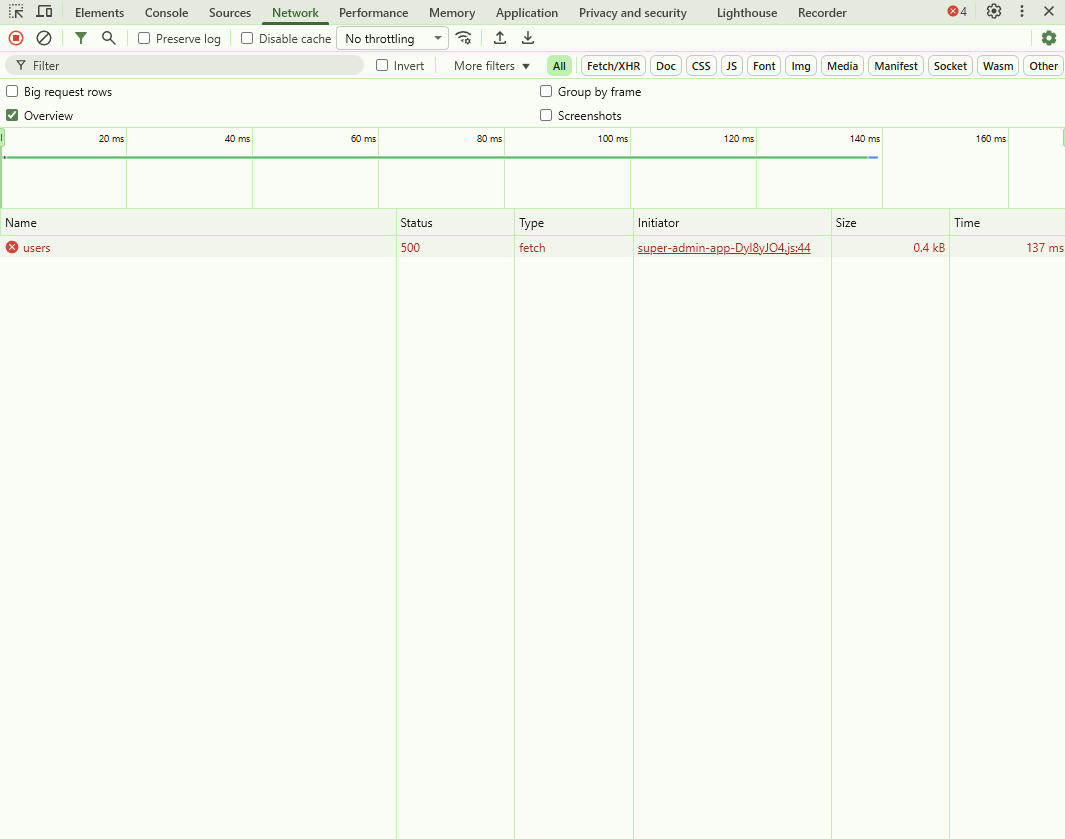 Elements Console Sources Network Performance Memory Application Privacy and security Lighthouse Recorder 4
Preserve log Disable cache No throttling
Filter Invert More filters All Fetch/XHR Doc CSS JS Font Img Media Manifest Socket Wasm Other
Big request rows Group by frame
Overview Screenshots
20 ms 40 ms 60 ms 80 ms 100 ms 120 ms 140 ms 160 ms
Name Status Type Initiator Size Time
users 500 fetch super-admin-app-DyI8yJO4.js:44 0.4 kB 137 ms